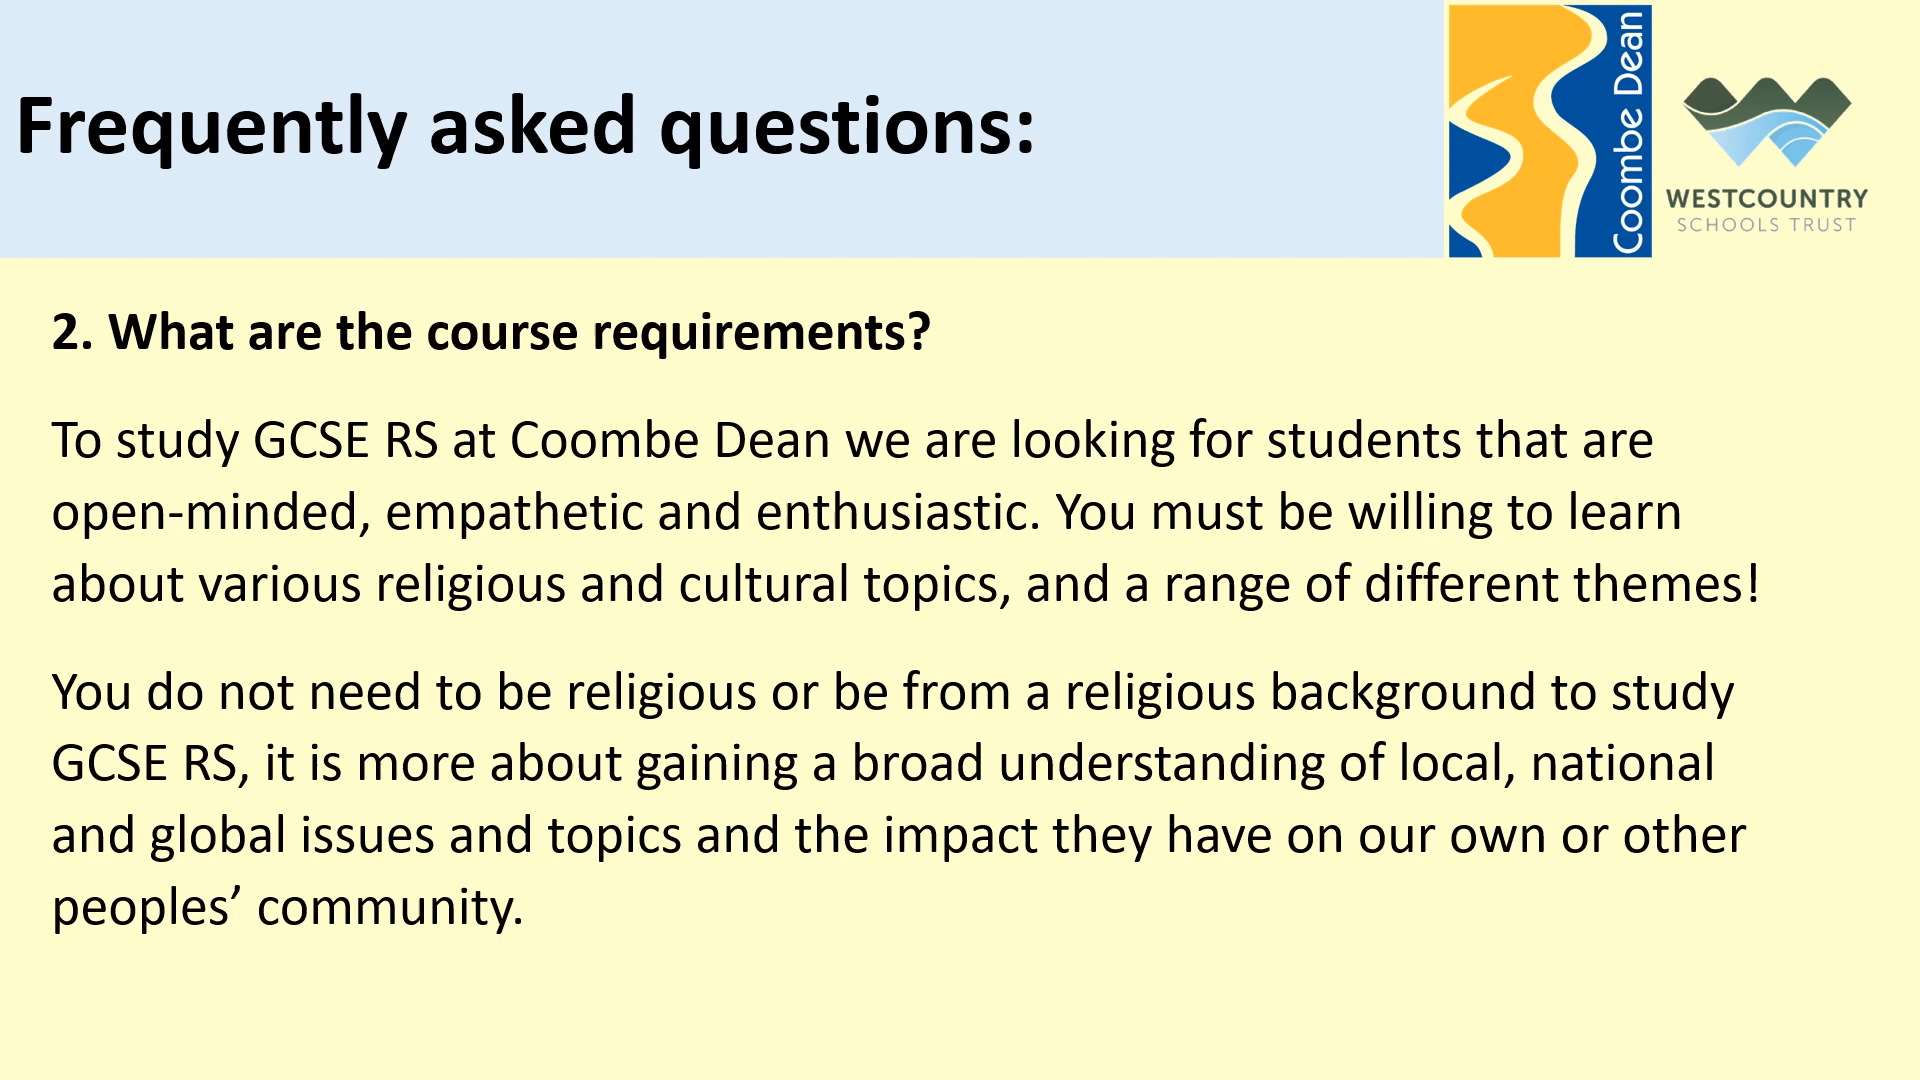 Frequently asked questions:
Coombe Dean
WESTCOUNTRY
SCHOOLS TRUST
2. What are the course requirements?
To study GCSE RS at Coombe Dean we are looking for students that are
open-minded, empathetic and enthusiastic. You must be willing to learn
about various religious and cultural topics, and a range of different themes!
You do not need to be religious or be from a religious background to study
GCSE RS, it is more about gaining a broad understanding of local, national
and global issues and topics and the impact they have on our own or other
peoples’ community.